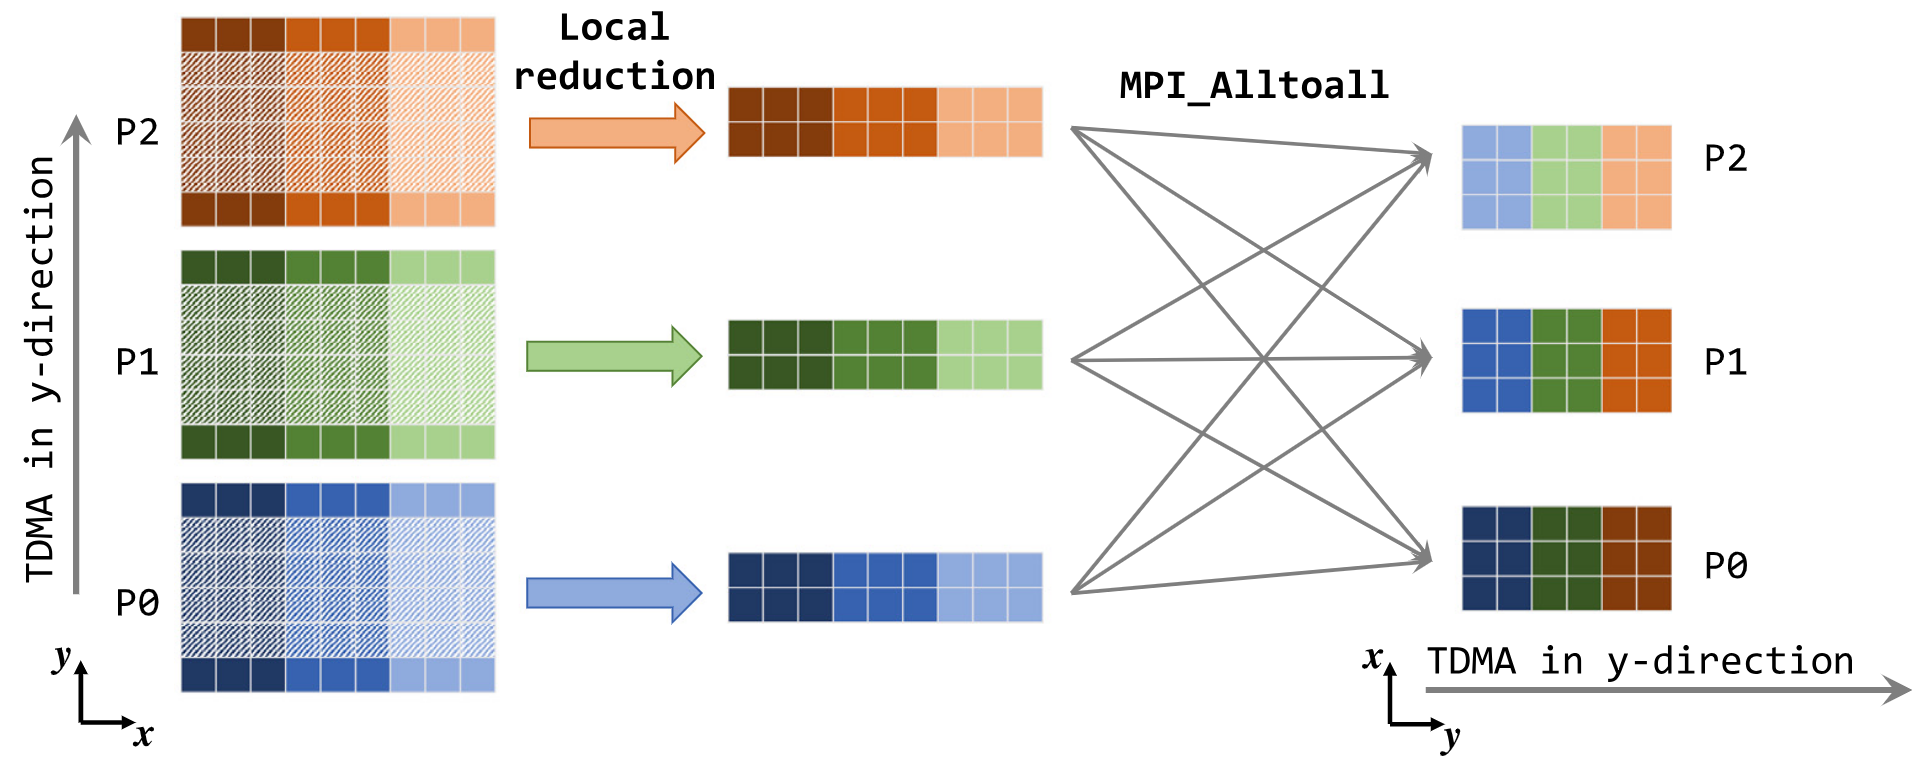 Local
reduction
MPI_Alltoall
P2
P1
P0
TDMA in y-direction
y
x
P2
P1
P0
TDMA in y-direction
x
y